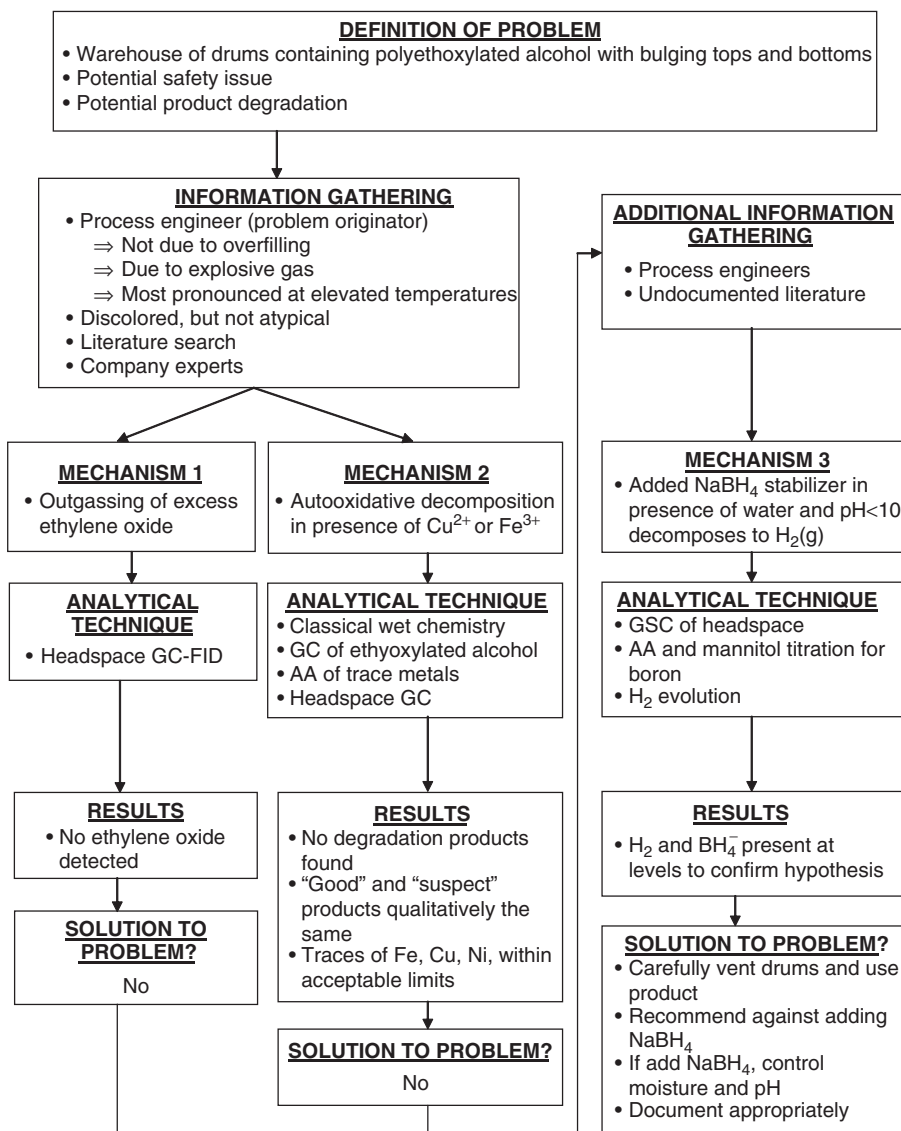 DEFINITION OF PROBLEM
• Warehouse of drums containing polyethoxylated alcohol with bulging tops and bottoms
• Potential safety issue
• Potential product degradation
INFORMATION GATHERING
• Process engineer (problem originator)
⇒ Not due to overfilling
⇒ Due to explosive gas
⇒ Most pronounced at elevated temperatures
• Discolored, but not atypical
• Literature search
• Company experts
MECHANISM 1
• Outgassing of excess
ethylene oxide
ANALYTICAL
TECHNIQUE
• Headspace GC-FID
RESULTS
• No ethylene oxide
detected
SOLUTION TO
PROBLEM?
No
MECHANISM 2
• Autooxidative decomposition
in presence of Cu²⁺ or Fe³⁺
ANALYTICAL TECHNIQUE
• Classical wet chemistry
• GC of ethyoxylated alcohol
• AA of trace metals
• Headspace GC
RESULTS
• No degradation products
found
• “Good” and “suspect”
products qualitatively the
same
• Traces of Fe, Cu, Ni, within
acceptable limits
SOLUTION TO PROBLEM?
No
ADDITIONAL INFORMATION
GATHERING
• Process engineers
• Undocumented literature
MECHANISM 3
• Added NaBH₄ stabilizer in
presence of water and pH<10
decomposes to H₂(g)
ANALYTICAL TECHNIQUE
• GSC of headspace
• AA and mannitol titration for
boron
• H₂ evolution
RESULTS
• H₂ and BH₄⁻ present at
levels to confirm hypothesis
SOLUTION TO PROBLEM?
• Carefully vent drums and use
product
• Recommend against adding
NaBH₄
• If add NaBH₄, control
moisture and pH
• Document appropriately